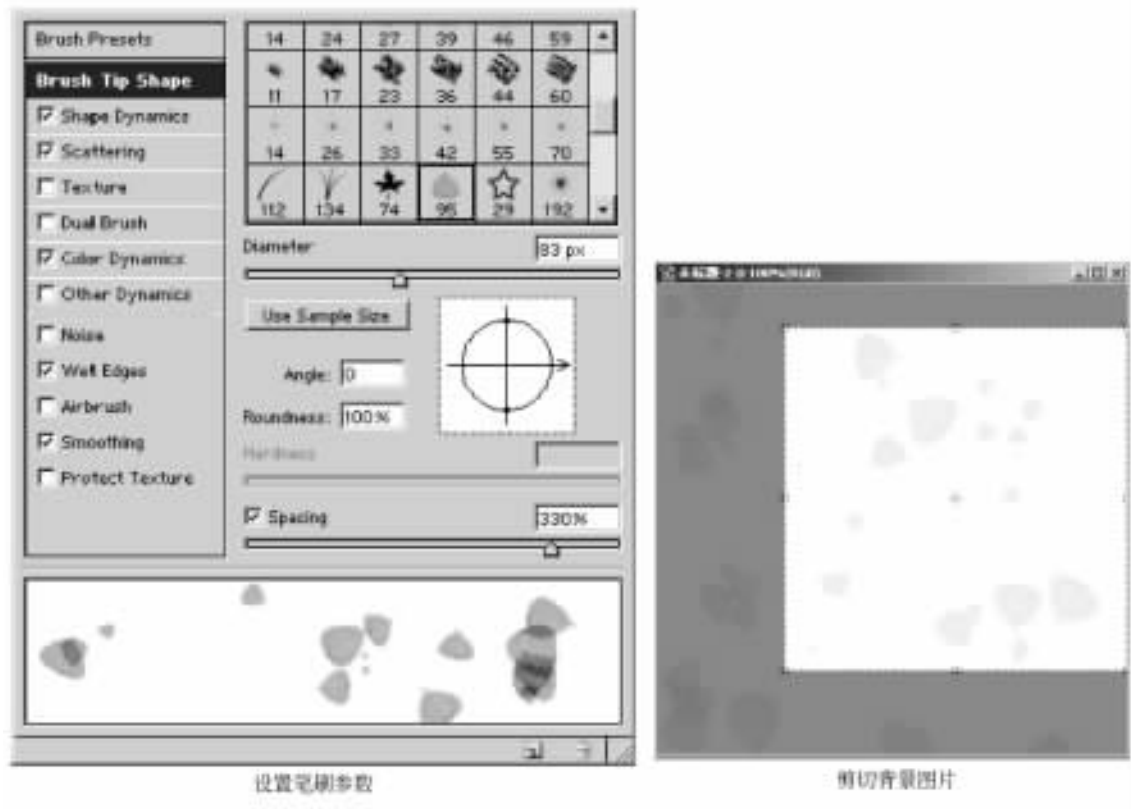 Brush Presets
Brush Tip Shape
Shape Dynamics
Scattering
Texture
Dual Brush
Color Dynamics
Other Dynamics
Noise
Wet Edges
Airbrush
Smoothing
Protect Texture
14 24 27 39 46 59
11 17 23 36 44 60
14 26 33 42 55 70
112 134 74 95 29 192
Diameter 83 px
Use Sample Size
Angle: 0
Roundness: 100%
Hardness
Spacing 330%
设置笔刷参数
剪切背景图片